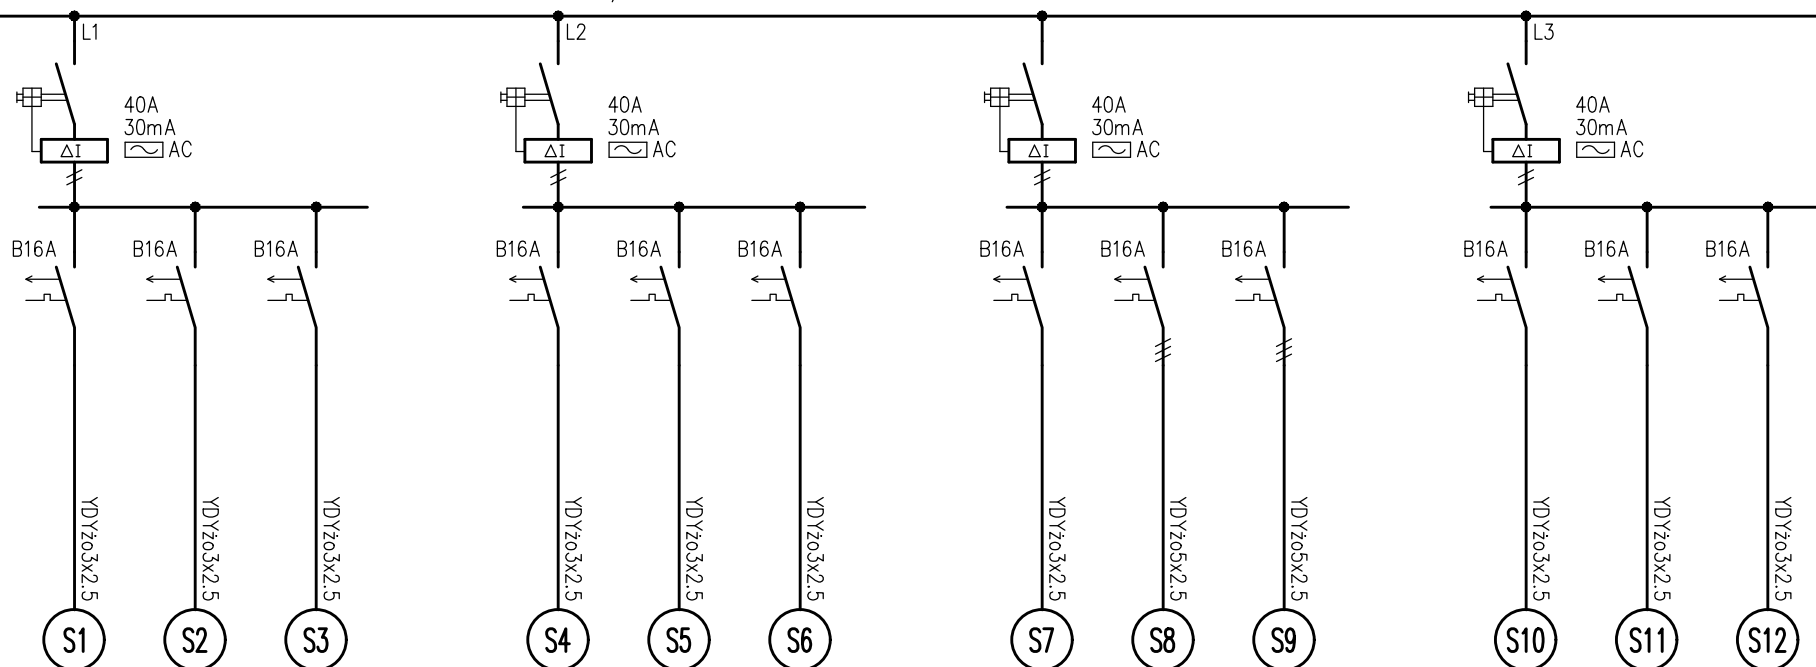 L1
L2
L3
40A
30mA
AC
ΔI
40A
30mA
AC
ΔI
40A
30mA
AC
ΔI
40A
30mA
AC
ΔI
B16A
B16A
B16A
B16A
B16A
B16A
B16A
B16A
B16A
B16A
B16A
B16A
YDYżo3x2.5
YDYżo3x2.5
YDYżo3x2.5
YDYżo3x2.5
YDYżo3x2.5
YDYżo3x2.5
YDYżo3x2.5
YDYżo5x2.5
YDYżo5x2.5
YDYżo3x2.5
YDYżo3x2.5
YDYżo3x2.5
S1
S2
S3
S4
S5
S6
S7
S8
S9
S10
S11
S12